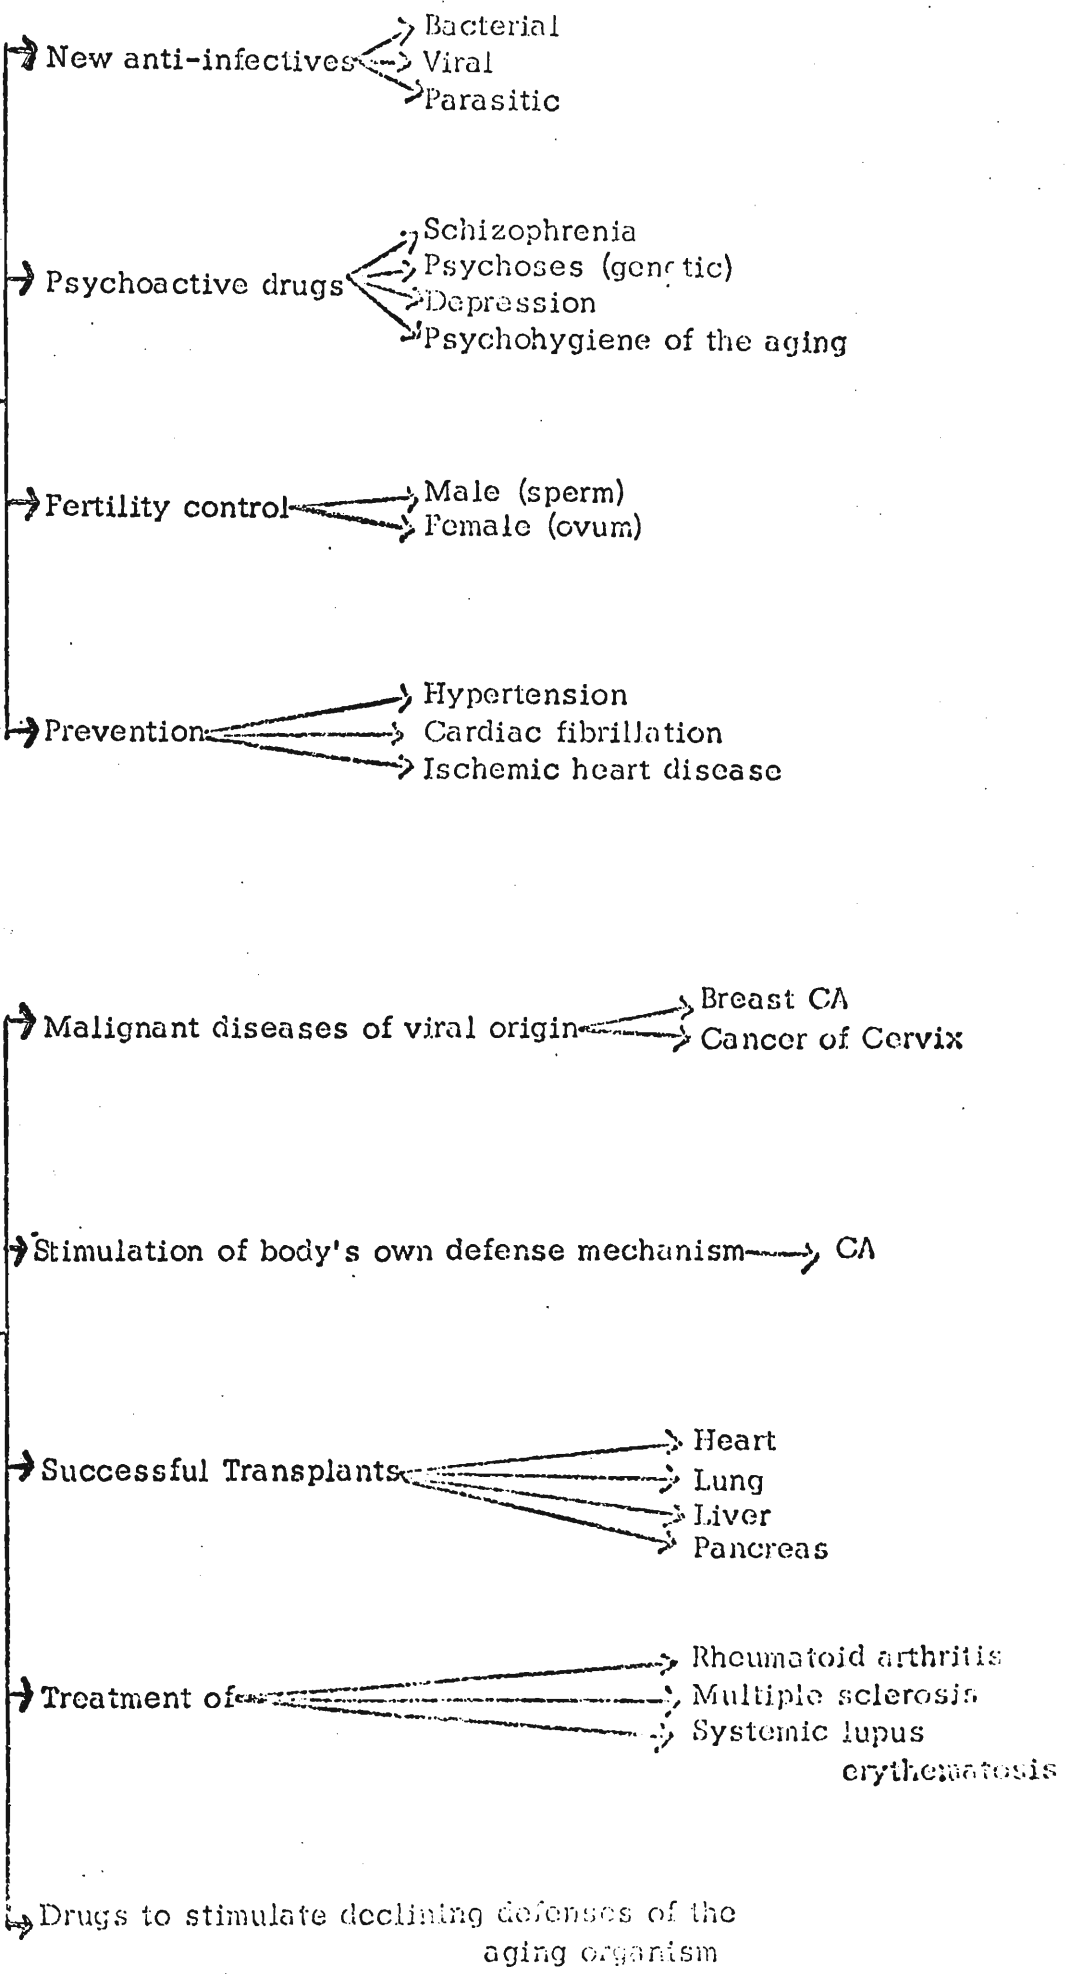 New anti-infectives
Bacterial
Viral
Parasitic
Psychoactive drugs
Schizophrenia
Psychoses (genetic)
Depression
Psychohygiene of the aging
Fertility control
Male (sperm)
Female (ovum)
Prevention
Hypertension
Cardiac fibrillation
Ischemic heart disease
Malignant diseases of viral origin
Breast CA
Cancer of Cervix
Stimulation of body's own defense mechanism
CA
Successful Transplants
Heart
Lung
Liver
Pancreas
Treatment of
Rheumatoid arthritis
Multiple sclerosis
Systemic lupus
erythematosis
Drugs to stimulate declining defenses of the
aging organism